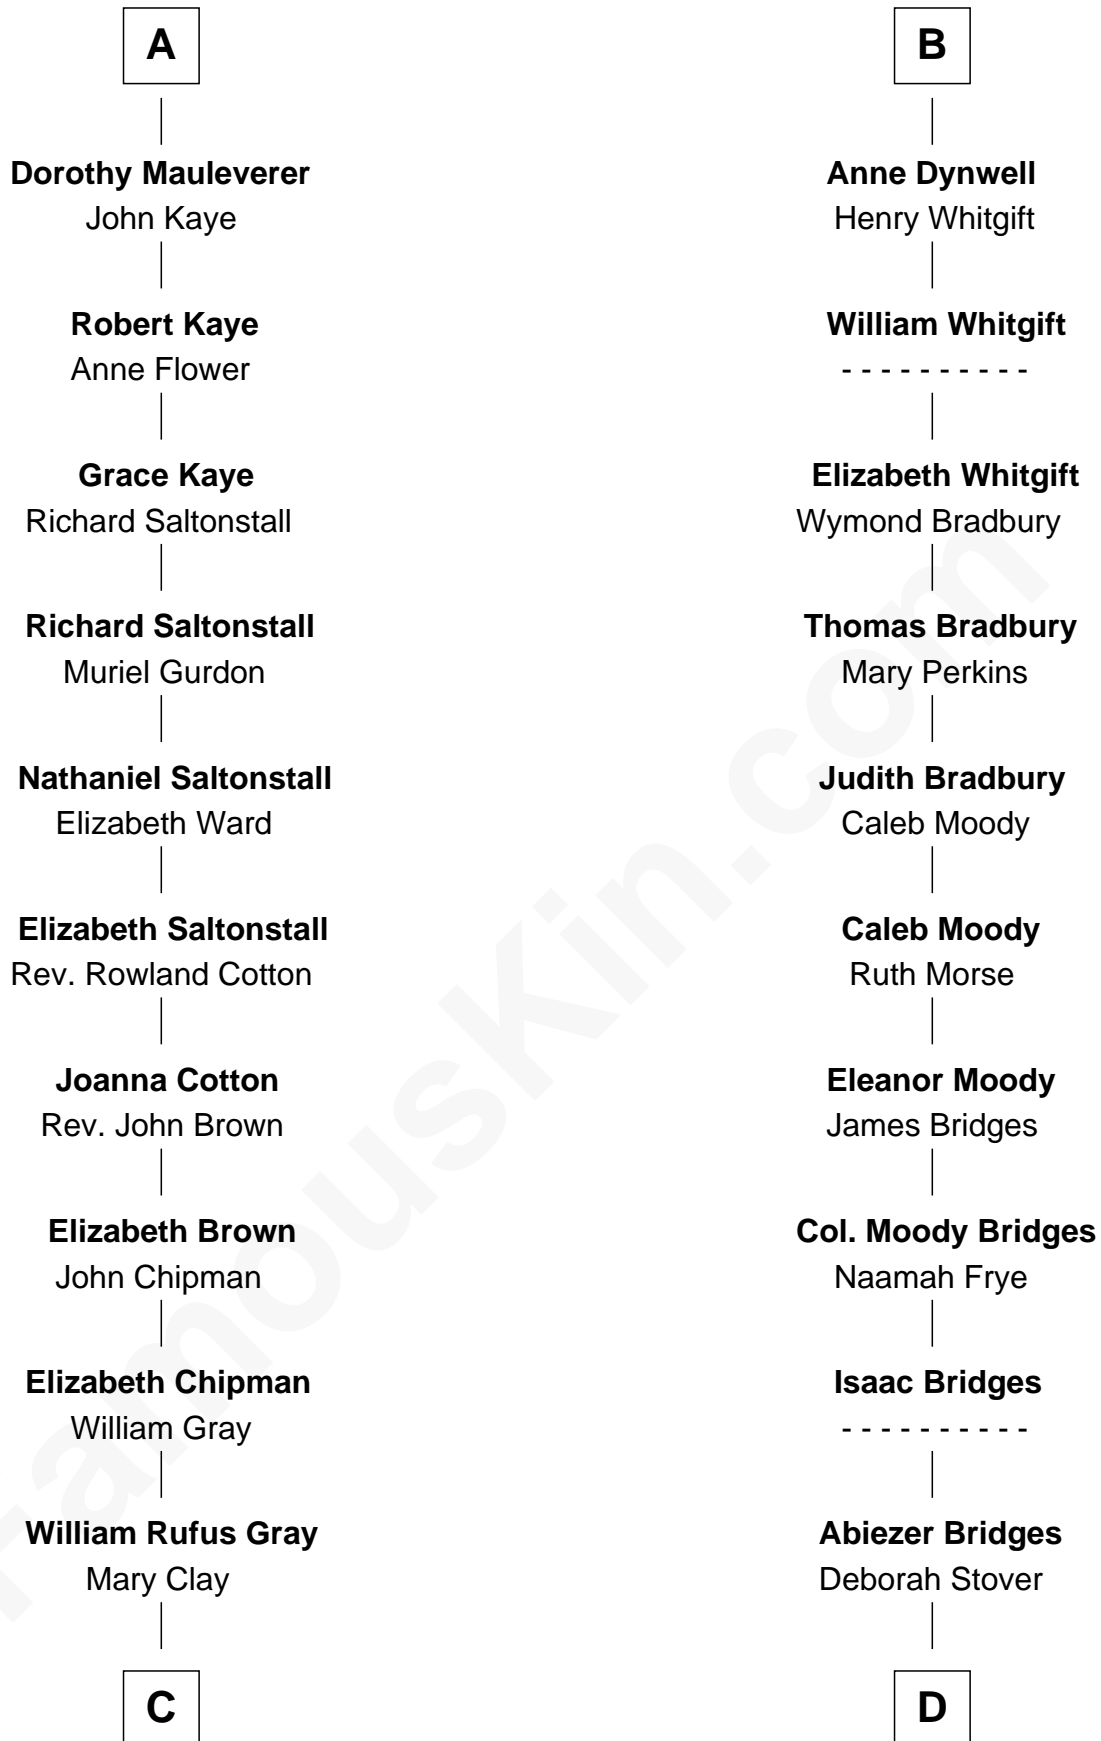 A
Dorothy Mauleverer
John Kaye
Robert Kaye
Anne Flower
Grace Kaye
Richard Saltonstall
Richard Saltonstall
Muriel Gurdon
Nathaniel Saltonstall
Elizabeth Ward
Elizabeth Saltonstall
Rev. Rowland Cotton
Joanna Cotton
Rev. John Brown
Elizabeth Brown
John Chipman
Elizabeth Chipman
William Gray
William Rufus Gray
Mary Clay
C
B
Anne Dynwell
Henry Whitgift
William Whitgift
- - - - - - - - - -
Elizabeth Whitgift
Wymond Bradbury
Thomas Bradbury
Mary Perkins
Judith Bradbury
Caleb Moody
Caleb Moody
Ruth Morse
Eleanor Moody
James Bridges
Col. Moody Bridges
Naamah Frye
Isaac Bridges
- - - - - - - - - -
Abiezer Bridges
Deborah Stover
D
FamousKin.com